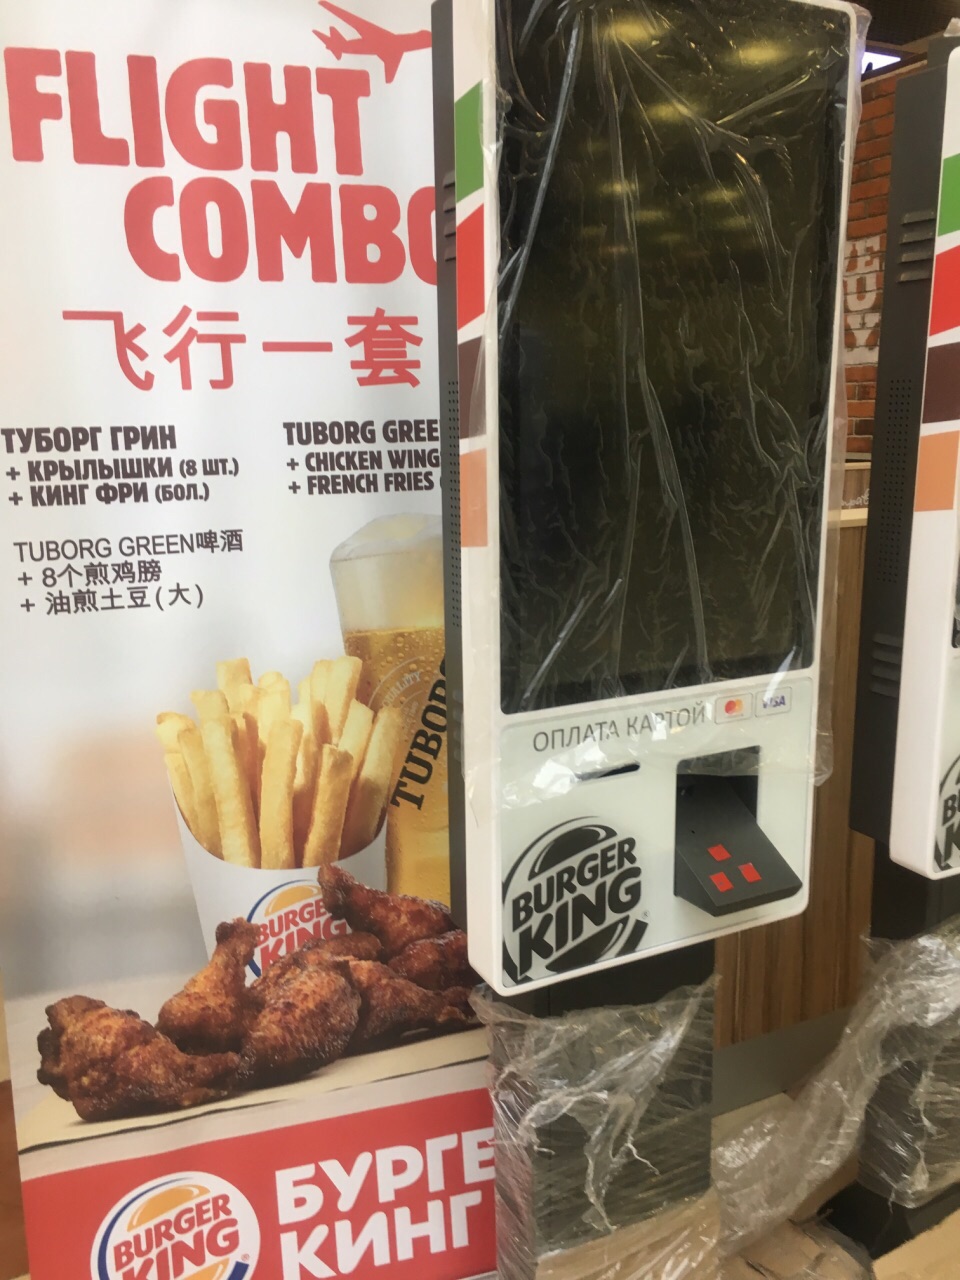 FLIGHT
COMBO
飞行一套
ТУБОРГ ГРИН
+ КРЫЛЫШКИ (8 ШТ.)
+ КИНГ ФРИ (БОЛ.)
TUBORG GREE
+ CHICKEN WING
+ FRENCH FRIES
TUBORG GREEN啤酒
+ 8个煎鸡膀
+ 油煎土豆(大)
QUALITY
TUBORG
BURGER
KING
BURGER
KING
БУРГЕ
КИНГ
ОПЛАТА КАРТОЙ
VISA
BURGER
KING